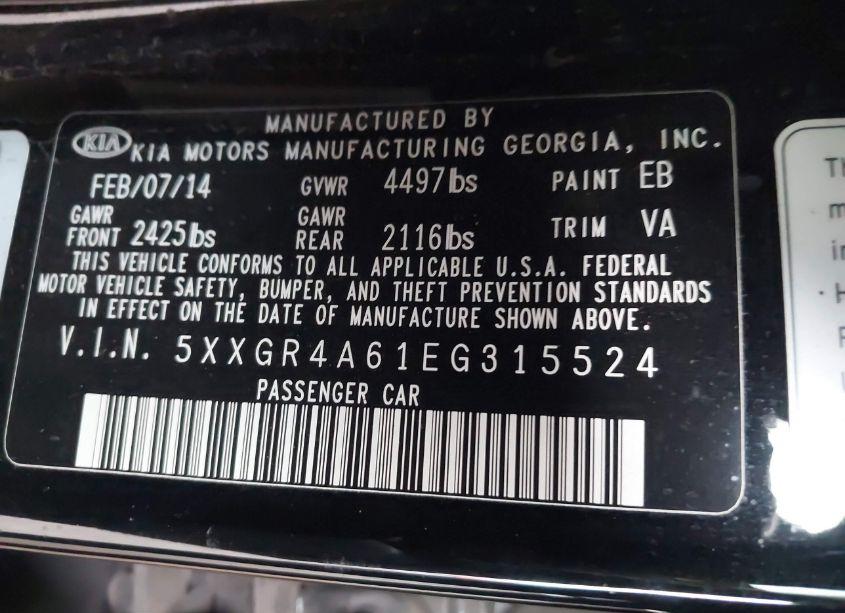 MANUFACTURED BY
KIA KIA MOTORS MANUFACTURING GEORGIA, INC.
FEB/07/14 GVWR 4497lbs PAINT EB
GAWR FRONT 2425lbs GAWR REAR 2116lbs TRIM VA
THIS VEHICLE CONFORMS TO ALL APPLICABLE U.S.A. FEDERAL
MOTOR VEHICLE SAFETY, BUMPER, AND THEFT PREVENTION STANDARDS
IN EFFECT ON THE DATE OF MANUFACTURE SHOWN ABOVE.
V.I.N. 5XXGR4A61EG315524
PASSENGER CAR